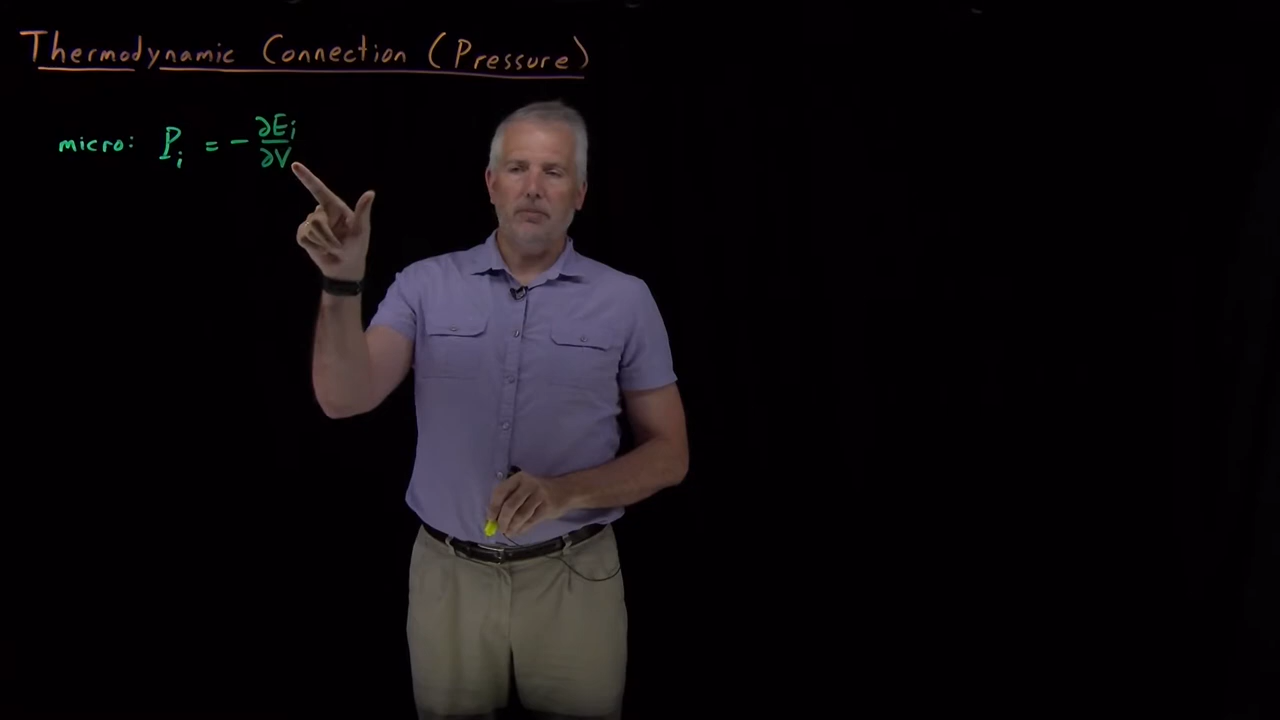 Thermodynamic Connection (Pressure)
micro: P_i = - ∂E_i/∂V